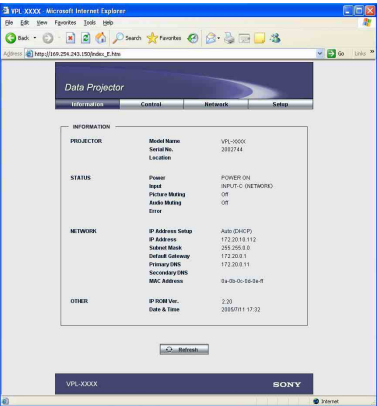 VPL-XXXX - Microsoft Internet Explorer
File Edit View Favorites Tools Help
Back Search Favorites
Address http://169.254.243.150/index_E.htm Go Links »
Data Projector
Information Control Network Setup
INFORMATION
PROJECTOR Model Name VPL-XXXX
Serial No. 2002744
Location
STATUS Power POWER ON
Input INPUT-C (NETWORK)
Picture Muting Off
Audio Muting Off
Error
NETWORK IP Address Setup Auto (DHCP)
IP Address 172.20.10.112
Subnet Mask 255.255.0.0
Default Gateway 172.20.0.1
Primary DNS 172.20.0.11
Secondary DNS
MAC Address 0a-0b-0c-0d-0e-ff
OTHER IP ROM Ver. 2.20
Date & Time 2005/7/11 17:32
Refresh
VPL-XXXX SONY
Internet